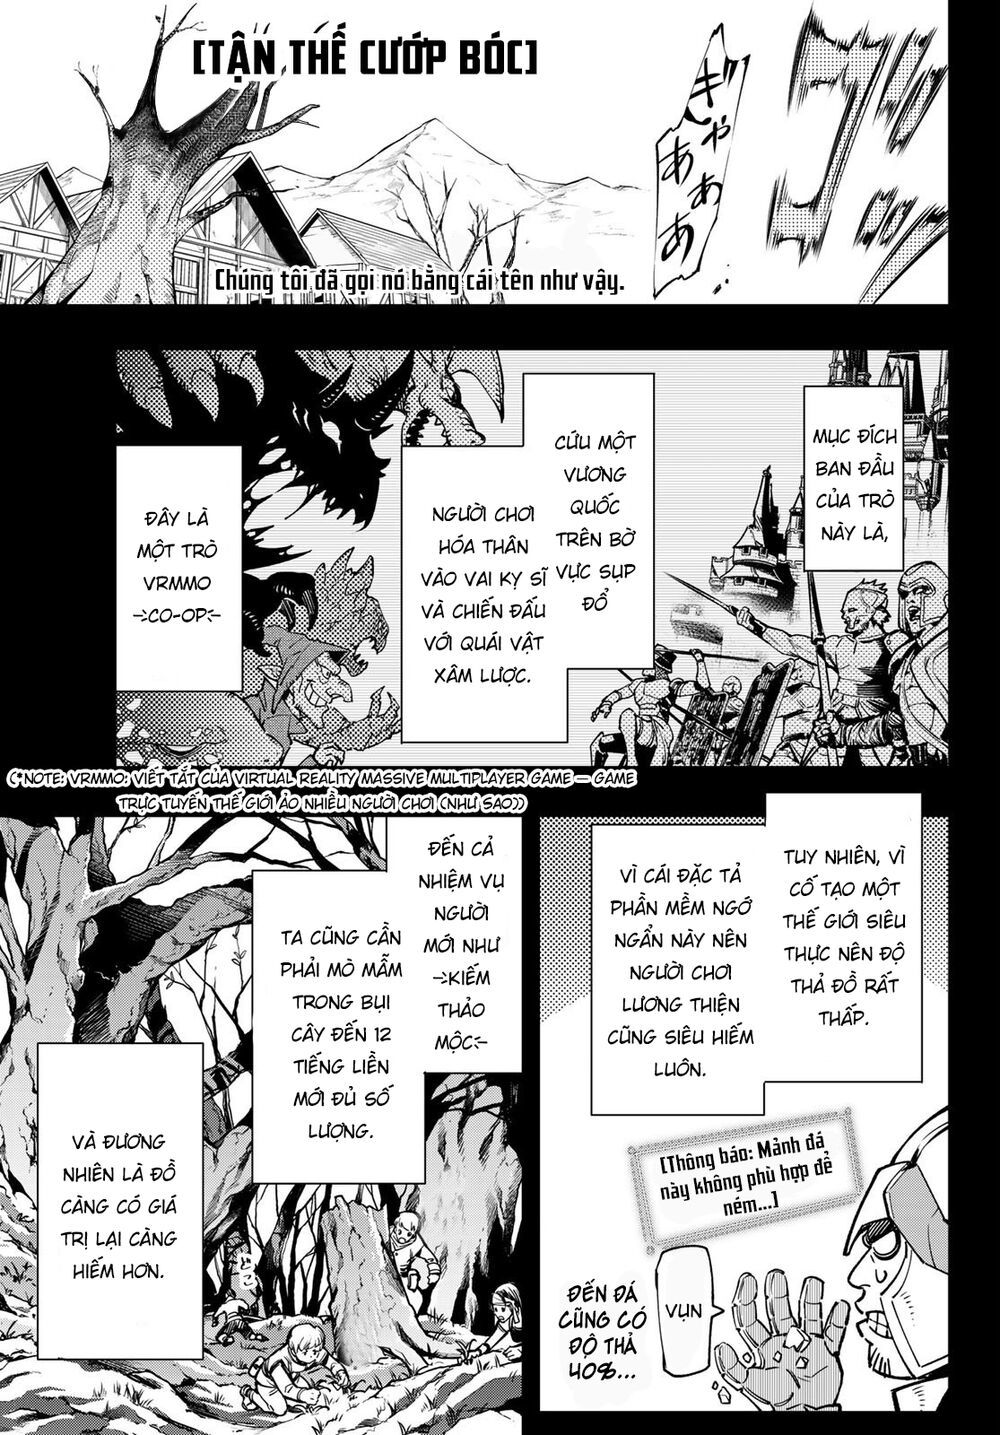 [TẬN THẾ CƯỚP BÓC]
ぎゃあああ
Chúng tôi đã gọi nó bằng cái tên như vậy.
MỤC ĐÍCH
BAN ĐẦU
CỦA TRÒ
NÀY LÀ,
CỨU MỘT
VƯƠNG
QUỐC
TRÊN BỜ
VỰC SỤP
ĐỔ
NGƯỜI CHƠI
HÓA THÂN
VÀO VAI KỴ SĨ
VÀ CHIẾN ĐẤU
VỚI QUÁI VẬT
XÂM LƯỢC.
ĐÂY LÀ
MỘT TRÒ
VRMMO
-CO-OP-
(* NOTE: VRMMO: VIẾT TẮT CỦA VIRTUAL REALITY MASSIVE MULTIPLAYER GAME – GAME
TRỰC TUYẾN THẾ GIỚI ẢO NHIỀU NGƯỜI CHƠI (NHƯ SAO))
TUY NHIÊN, VÌ
CỐ TẠO MỘT
THẾ GIỚI SIÊU
THỰC NÊN ĐỘ
THẢ ĐỒ RẤT
THẤP.
VÌ CÁI ĐẶC TẢ
PHẦN MỀM NGỚ
NGẨN NÀY NÊN
NGƯỜI CHƠI
LƯƠNG THIỆN
CŨNG SIÊU HIẾM
LUÔN.
[Thông báo: Mảnh đá
này không phù hợp để
ném...]
VỤN
ĐẾN ĐÁ
CŨNG CÓ
ĐỘ THẢ
40%...
ĐẾN CẢ
NHIỆM VỤ
NGƯỜI
MỚI NHƯ
-KIẾM
THẢO
MỘC-
TA CŨNG CẦN
PHẢI MÒ MẪM
TRONG BỤI
CÂY ĐẾN 12
TIẾNG LIỀN
MỚI ĐỦ SỐ
LƯỢNG.
VÀ ĐƯƠNG
NHIÊN LÀ ĐỒ
CÀNG CÓ GIÁ
TRỊ LẠI CÀNG
HIẾM HƠN.